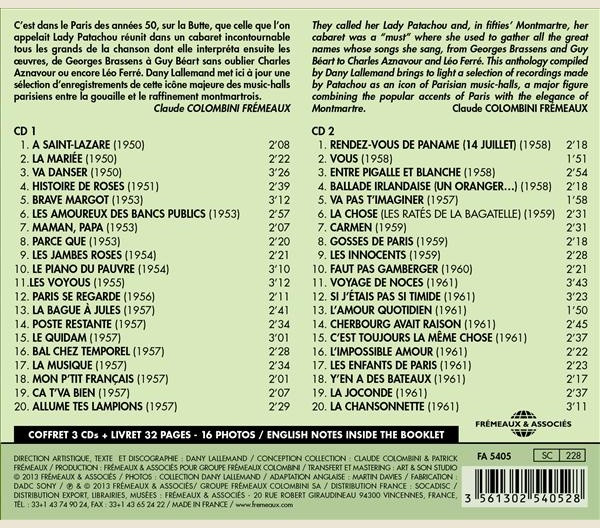 C'est dans le Paris des années 50, sur la Butte, que celle que l'on
appelait Lady Patachou réunit dans un cabaret incontournable
tous les grands de la chanson dont elle interpréta ensuite les
œuvres, de Georges Brassens à Guy Béart sans oublier Charles
Aznavour ou encore Léo Ferré. Dany Lallemand met ici à jour une
sélection d'enregistrements de cette icône majeure des music-halls
parisiens entre la gouaille et le raffinement montmartrois.
Claude COLOMBINI FRÉMEAUX
They called her Lady Patachou and, in fifties' Montmartre, her
cabaret was a "must" where she used to gather all the great
names whose songs she sang, from Georges Brassens and Guy
Béart to Charles Aznavour and Léo Ferré. This anthology compiled
by Dany Lallemand brings to light a selection of recordings made
by Patachou as an icon of Parisian music-halls, a major figure
combining the popular accents of Paris with the elegance of
Montmartre. Claude COLOMBINI FRÉMEAUX
CD 1
1. A SAINT-LAZARE (1950) 2'08
2. LA MARIÉE (1950) 2'22
3. VA DANSER (1950) 3'26
4. HISTOIRE DE ROSES (1951) 2'39
5. BRAVE MARGOT (1953) 3'12
6. LES AMOUREUX DES BANCS PUBLICS (1953) 2'57
7. MAMAN, PAPA (1953) 2'07
8. PARCE QUE (1953) 2'20
9. LES JAMBES ROSES (1954) 2'21
10. LE PIANO DU PAUVRE (1954) 3'10
11.LES VOYOUS (1955) 3'12
12. PARIS SE REGARDE (1956) 2'11
13. LA BAGUE À JULES (1957) 2'41
14. POSTE RESTANTE (1957) 2'34
15. LE QUIDAM (1957) 3'01
16. BAL CHEZ TEMPOREL (1957) 2'28
17. LA MUSIQUE (1957) 2'34
18. MON P'TIT FRANÇAIS (1957) 2'01
19. CA T'VA BIEN (1957) 2'07
20. ALLUME TES LAMPIONS (1957) 2'29
CD 2
1. RENDEZ-VOUS DE PANAME (14 JUILLET) (1958) 2'18
2. VOUS (1958) 1'51
3. ENTRE PIGALLE ET BLANCHE (1958) 2'54
4. BALLADE IRLANDAISE (UN ORANGER...) (1958) 2'18
5. VA PAS T'IMAGINER (1957) 1'58
6. LA CHOSE (LES RATÉS DE LA BAGATELLE) (1959) 2'31
7. CARMEN (1959) 2'31
8. GOSSES DE PARIS (1959) 2'18
9. LES INNOCENTS (1959) 2'28
10. FAUT PAS GAMBERGER (1960) 2'21
11. VOYAGE DE NOCES (1961) 3'43
12. SI J'ÉTAIS PAS SI TIMIDE (1961) 3'23
13. L'AMOUR QUOTIDIEN (1961) 1'50
14. CHERBOURG AVAIT RAISON (1961) 2'45
15. C'EST TOUJOURS LA MÊME CHOSE (1961) 2'37
16. L'IMPOSSIBLE AMOUR (1961) 2'22
17. LES ENFANTS DE PARIS (1961) 2'23
18. Y'EN A DES BATEAUX (1961) 2'17
19. LA JOCONDE (1961) 2'37
20. LA CHANSONNETTE (1961) 3'11
COFFRET 3 CDs + LIVRET 32 PAGES - 16 PHOTOS / ENGLISH NOTES INSIDE THE BOOKLET
FRÉMEAUX & ASSOCIÉS
DIRECTION ARTISTIQUE, TEXTE ET DISCOGRAPHIE : DANY LALLEMAND / CONCEPTION COLLECTION : CLAUDE COLOMBINI & PATRICK
FRÉMEAUX / PRODUCTION : FRÉMEAUX & ASSOCIÉS POUR GROUPE FRÉMEAUX COLOMBINI / TRANSFERT ET MASTERING : ART & SON STUDIO
© 2013 FRÉMEAUX & ASSOCIÉS / PHOTOS : COLLECTION DANY LALLEMAND / ADAPTATION ANGLAISE : MARTIN DAVIES / FABRICATION :
DADC SONY / ℗ & © 2013 FRÉMEAUX & ASSOCIÉS / GROUPE FRÉMEAUX COLOMBINI SA / DISTRIBUTION FRANCE : SOCADISC /
DISTRIBUTION EXPORT, LIBRAIRIES, MUSÉES : FRÉMEAUX & ASSOCIÉS - 20 RUE ROBERT GIRAUDINEAU 94300 VINCENNES, FRANCE,
TÉL. : 33+1 43 74 90 24, FAX : 01 43 65 24 22 / MADE IN FRANCE / www.fremeaux.com
FA 5405
SC 228
3 561302 540528